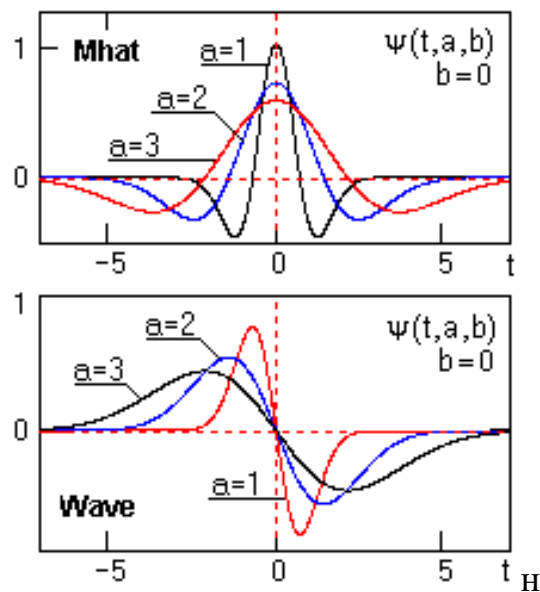 1
Mhat
a=1
Ψ(t,a,b)
b=0
a=2
a=3
0
-5
0
5
t
1
a=2
Ψ(t,a,b)
b=0
a=3
0
a=1
Wave
-5
0
5
t
н